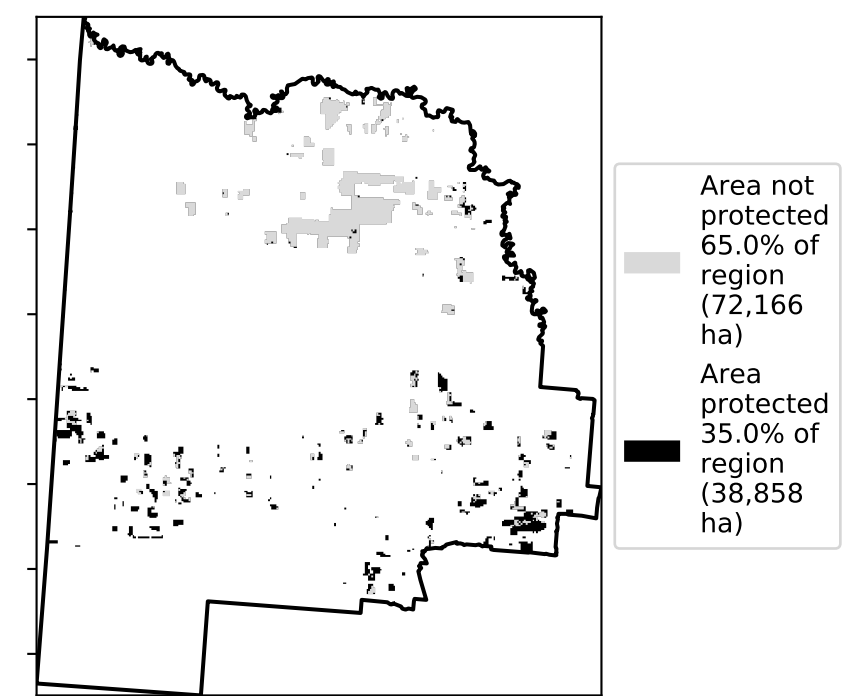 Area not
protected
65.0% of
region
(72,166
ha)
Area
protected
35.0% of
region
(38,858
ha)